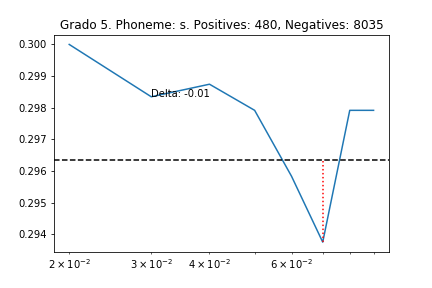 Grado 5. Phoneme: s. Positives: 480, Negatives: 8035
0.300
0.299
Delta: -0.01
0.298
0.297
0.296
0.295
0.294
2 × 10⁻² 3 × 10⁻² 4 × 10⁻² 6 × 10⁻²